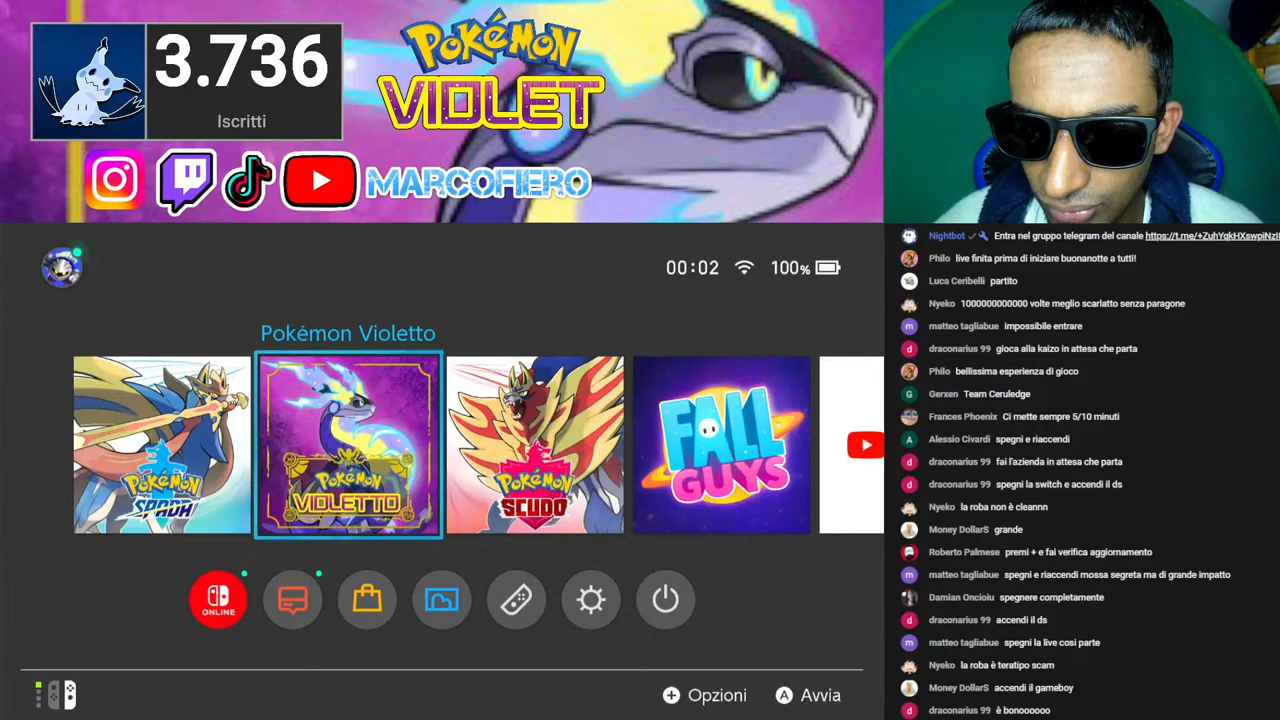 3.736
Iscritti
POKÉMON
VIOLET
MARCOFIERO
00:02 100%
Pokémon Violetto
POKÉMON
SPADA
POKÉMON
VIOLETTO
POKÉMON
SCUDO
FALL
GUYS
ONLINE
Opzioni
A Avvia
Nightbot Entra nel gruppo telegram del canale https://t.me/+ZuhYqkHXswpiNzI
Philo live finita prima di iniziare buonanotte a tutti!
Luca Ceribelli partito
Nyeko 1000000000000 volte meglio scarlatto senza paragone
m matteo tagliabue impossibile entrare
d draconarius 99 gioca alla kaizo in attesa che parta
Philo bellissima esperienza di gioco
G Gerxen Team Ceruledge
Frances Phoenix Ci mette sempre 5/10 minuti
A Alessio Civardi spegni e riaccendi
d draconarius 99 fai l'azienda in attesa che parta
d draconarius 99 spegni la switch e accendi il ds
Nyeko la roba non è cleannn
Money DollarS grande
Roberto Palmese premi + e fai verifica aggiornamento
m matteo tagliabue spegni e riaccendi mossa segreta ma di grande impatto
Damian Oncioiu spegnere completamente
d draconarius 99 accendi il ds
m matteo tagliabue spegni la live cosi parte
Nyeko la roba è teratipo scam
Money DollarS accendi il gameboy
d draconarius 99 è bonoooooo